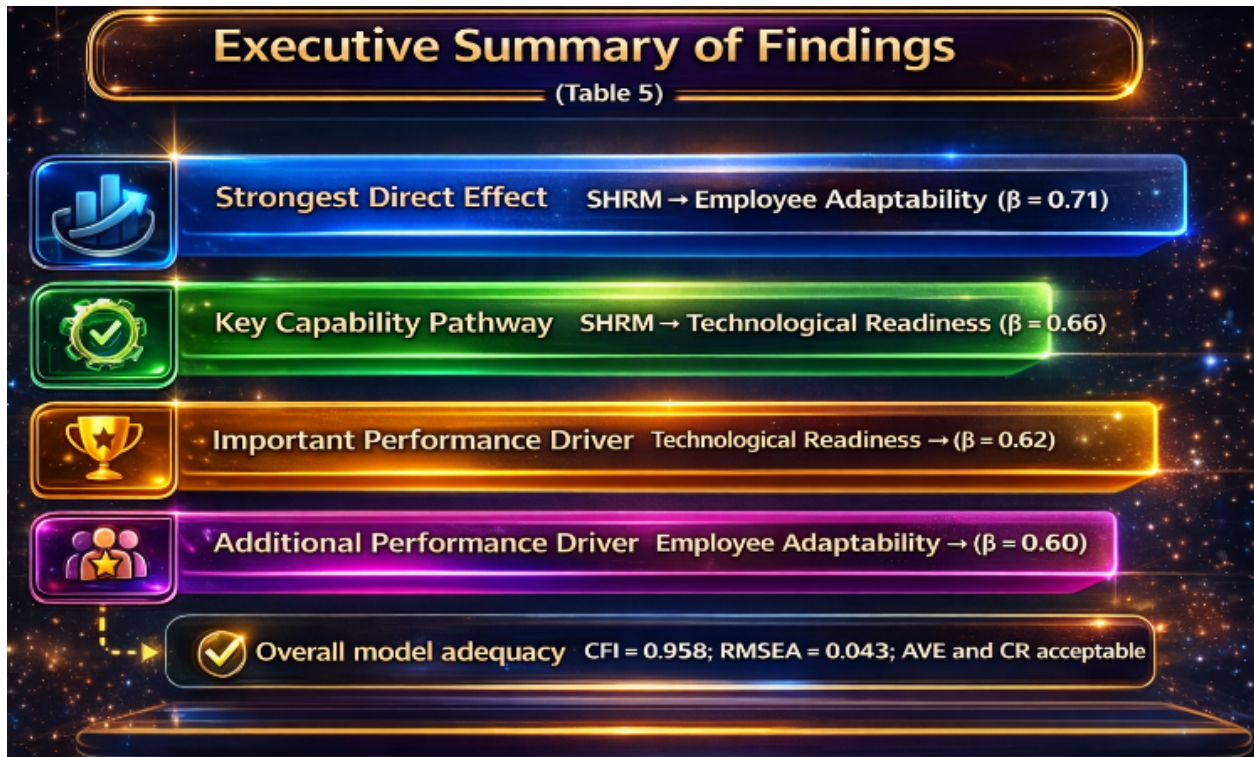 Executive Summary of Findings
(Table 5)
Strongest Direct Effect SHRM → Employee Adaptability (β = 0.71)
Key Capability Pathway SHRM → Technological Readiness (β = 0.66)
Important Performance Driver Technological Readiness → (β = 0.62)
Additional Performance Driver Employee Adaptability → (β = 0.60)
Overall model adequacy CFI = 0.958; RMSEA = 0.043; AVE and CR acceptable